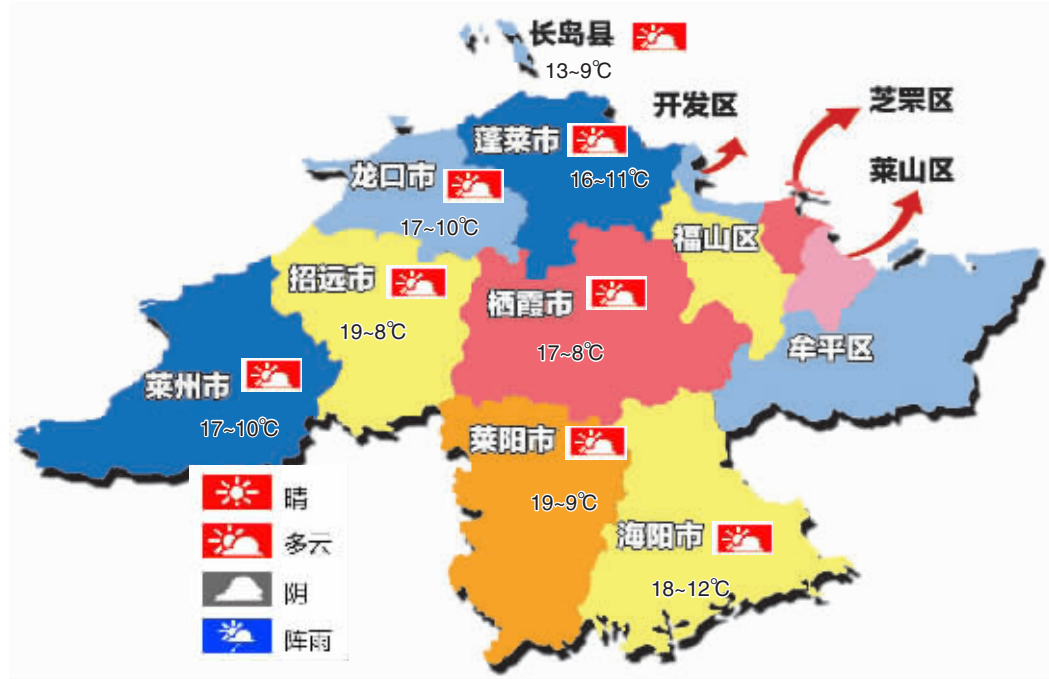 长岛县
13~9℃
开发区
芝罘区
蓬莱市
16~11℃
莱山区
龙口市
17~10℃
福山区
招远市
19~8℃
栖霞市
17~8℃
牟平区
莱州市
17~10℃
莱阳市
19~9℃
海阳市
18~12℃
晴
多云
阴
阵雨